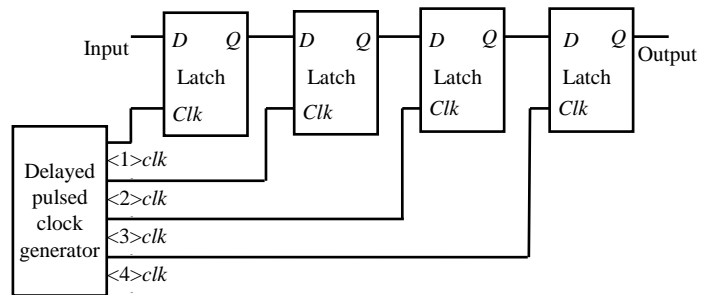 Input
D Q
Latch
Clk
D Q
Latch
Clk
D Q
Latch
Clk
D Q
Latch
Clk
Output
Delayed
pulsed
clock
generator
<1>clk
<2>clk
<3>clk
<4>clk